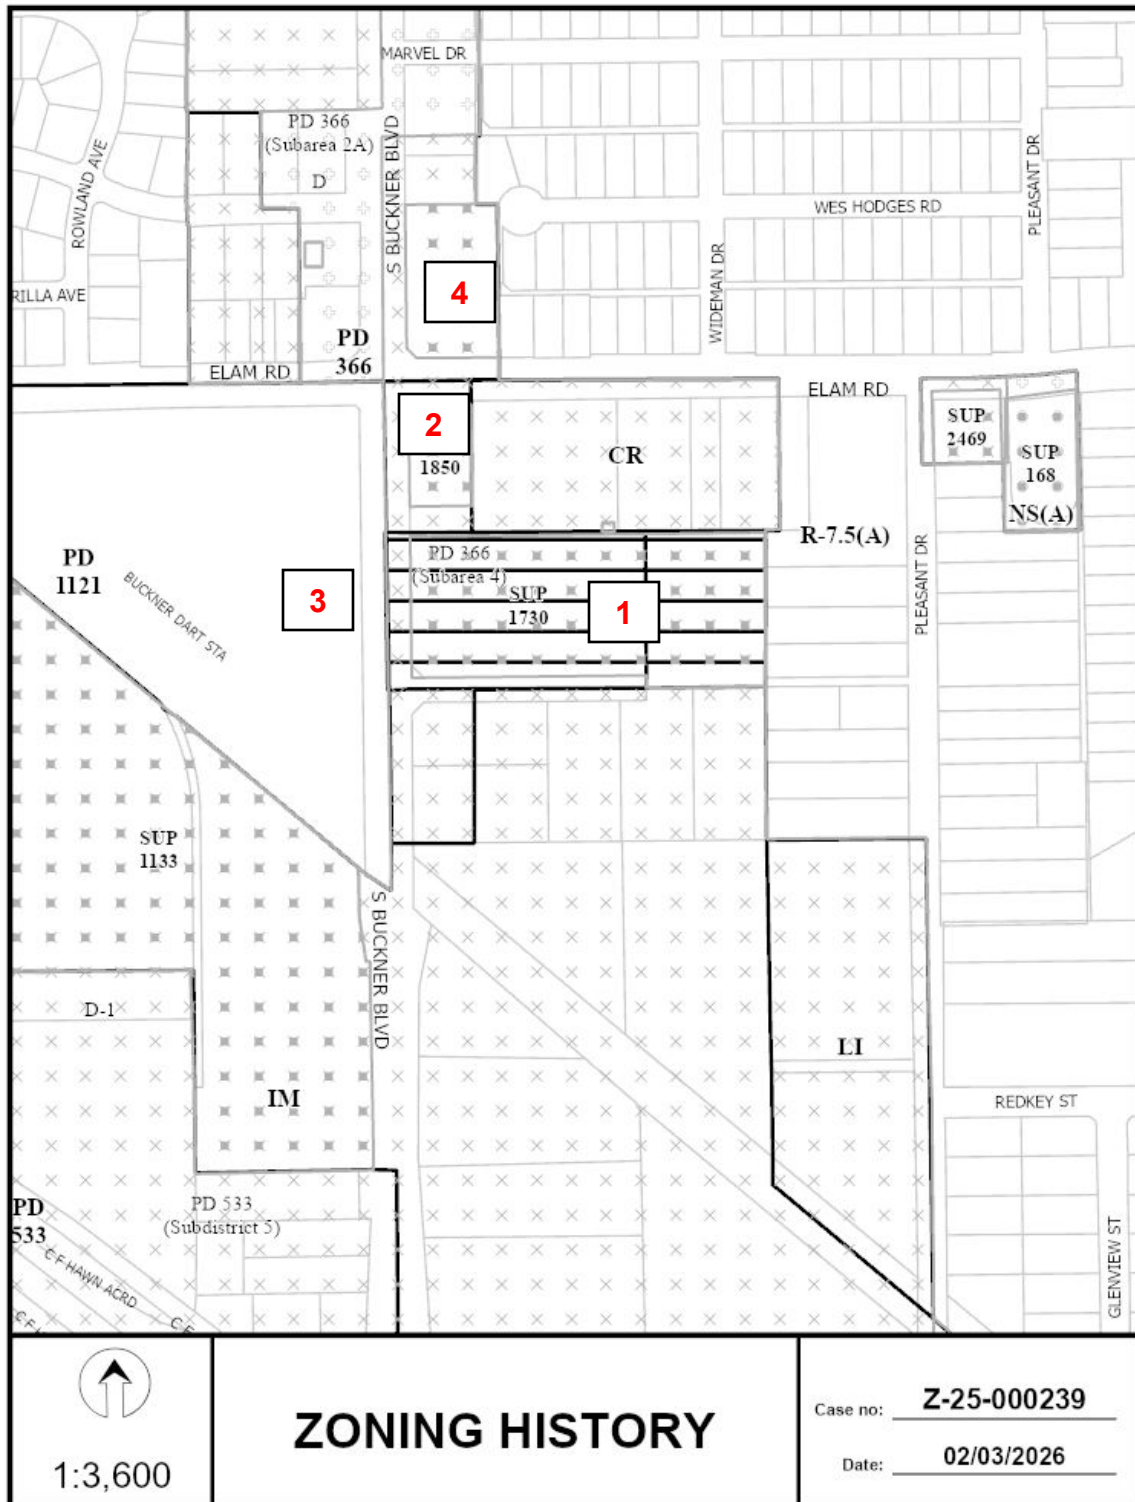 MARVEL DR
PD 366
(Subarea 2A)
D
S BUCKNER BLVD
ROWLAND AVE
PLEASANT DR
WES HODGES RD
WIDEMAN DR
RILLA AVE
4
PD
366
ELAM RD
ELAM RD
2
1850
CR
SUP
2469
SUP
168
NS(A)
R-7.5(A)
PD
1121
BUCKNER DART STA
3
PD 366
(Subarea 4)
SUP
1730
1
PLEASANT DR
SUP
1133
S BUCKNER BLVD
D-1
IM
LI
REDKEY ST
PD
533
PD 533
(Subdistrict 5)
C F HAWN ACRD
C F
C F
GLENVIEW ST
1:3,600
ZONING HISTORY
Case no: Z-25-000239
Date: 02/03/2026